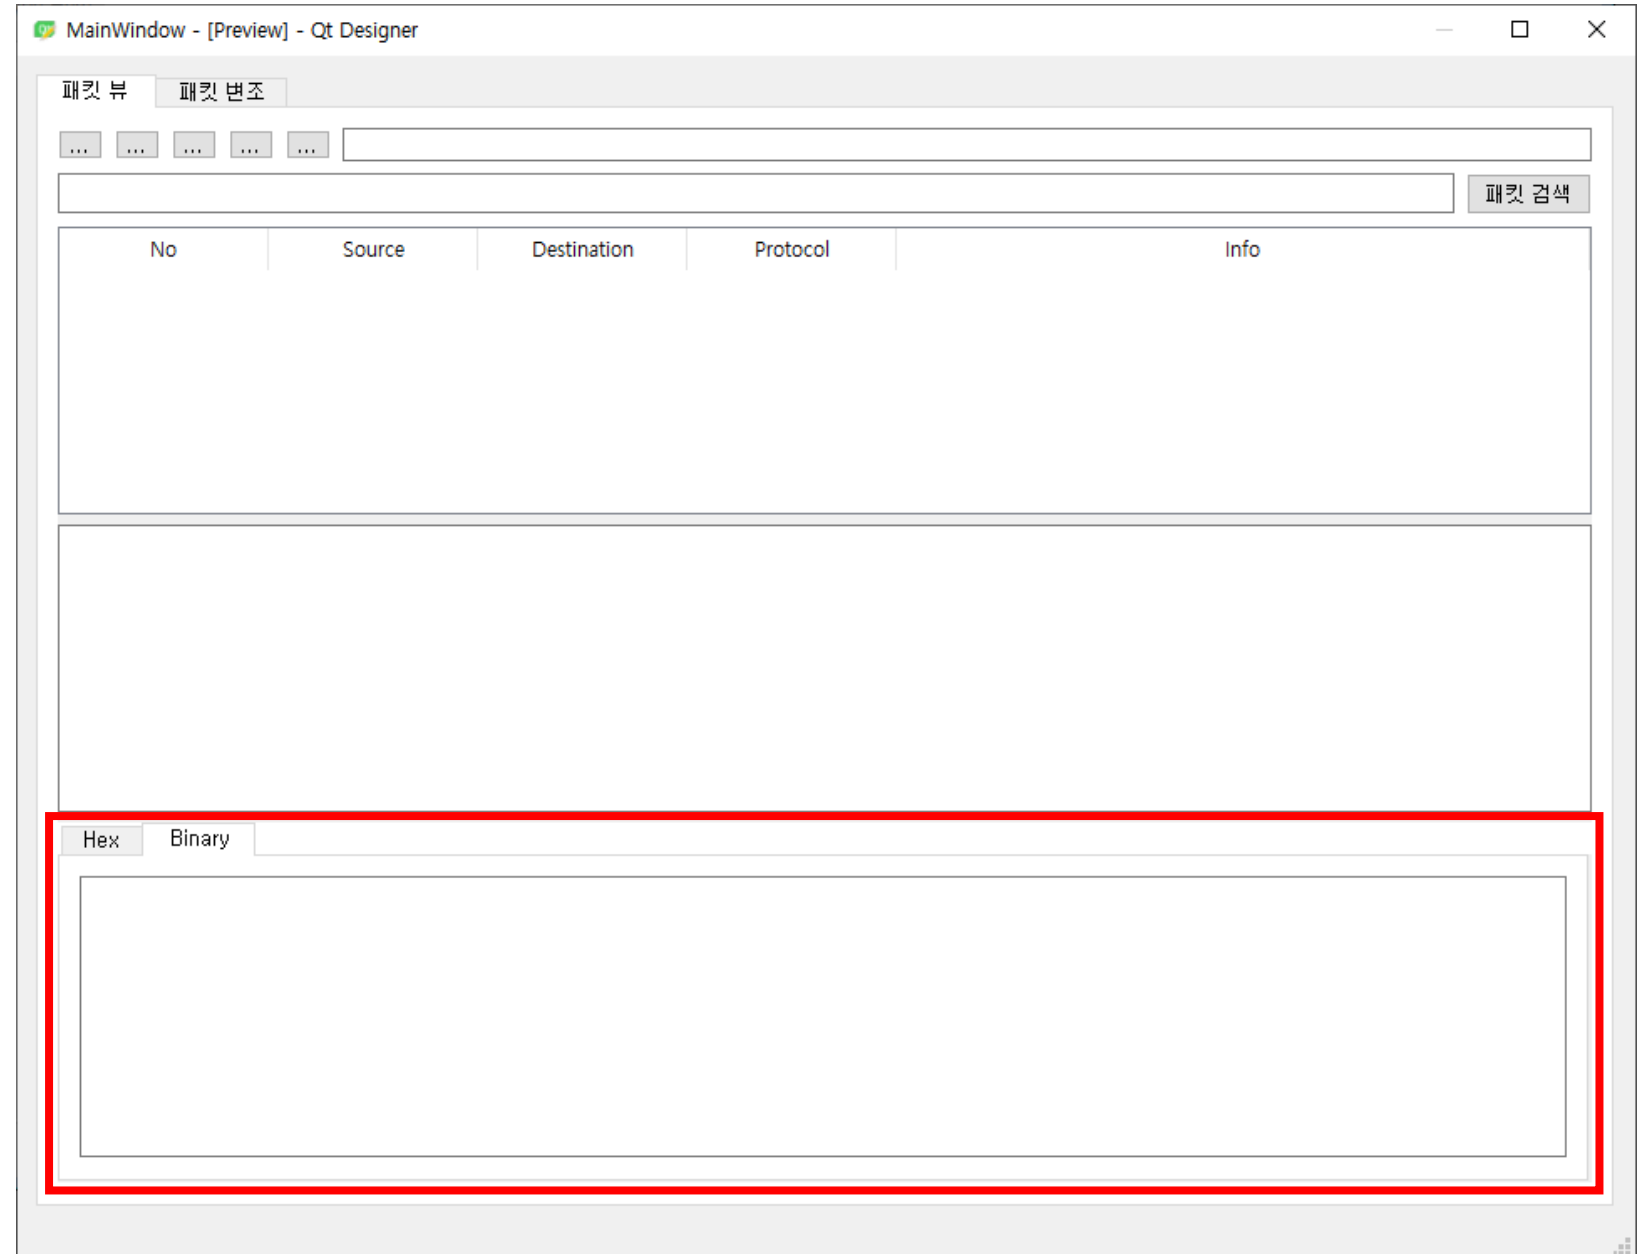 MainWindow - [Preview] - Qt Designer
패킷 뷰 패킷 변조
... ... ... ... ...
패킷 검색
No Source Destination Protocol Info
Hex Binary